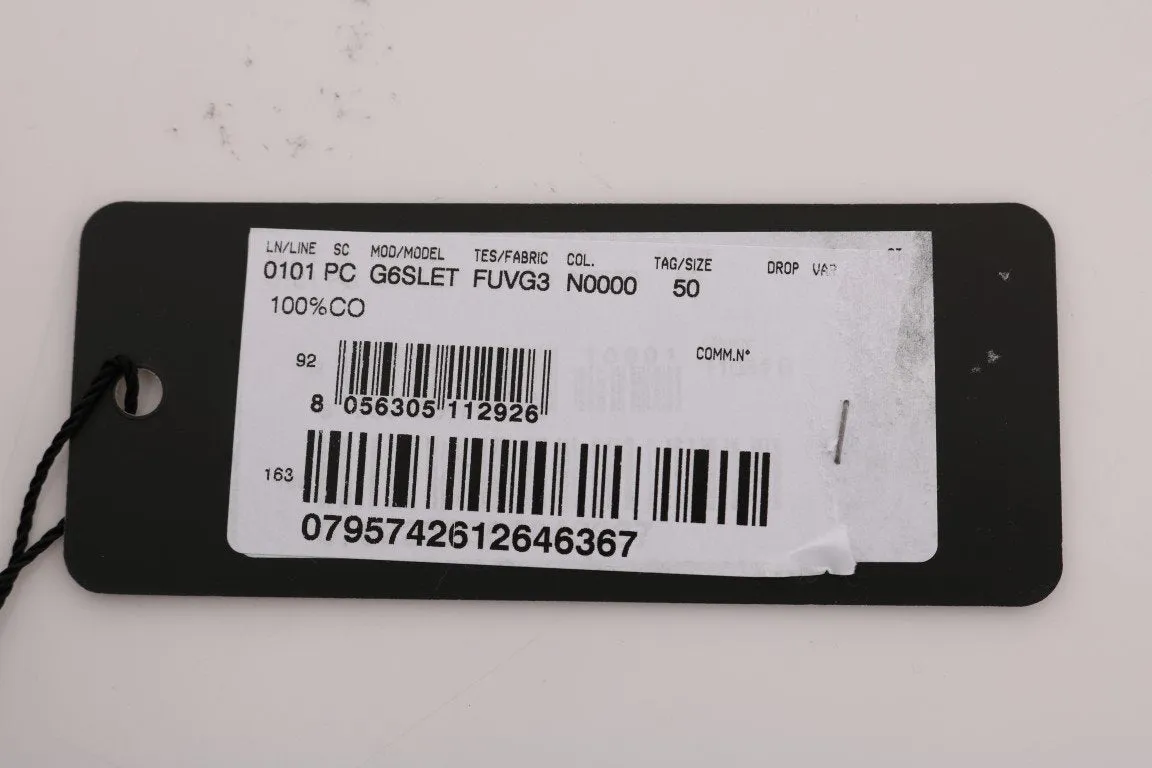 LN/LINE SC MOD/MODEL TES/FABRIC COL. TAG/SIZE DROP
0101 PC G6SLET FUVG3 N0000 50
100%CO
92
COMM.N°
8 056305 112926
163
0795742612646367